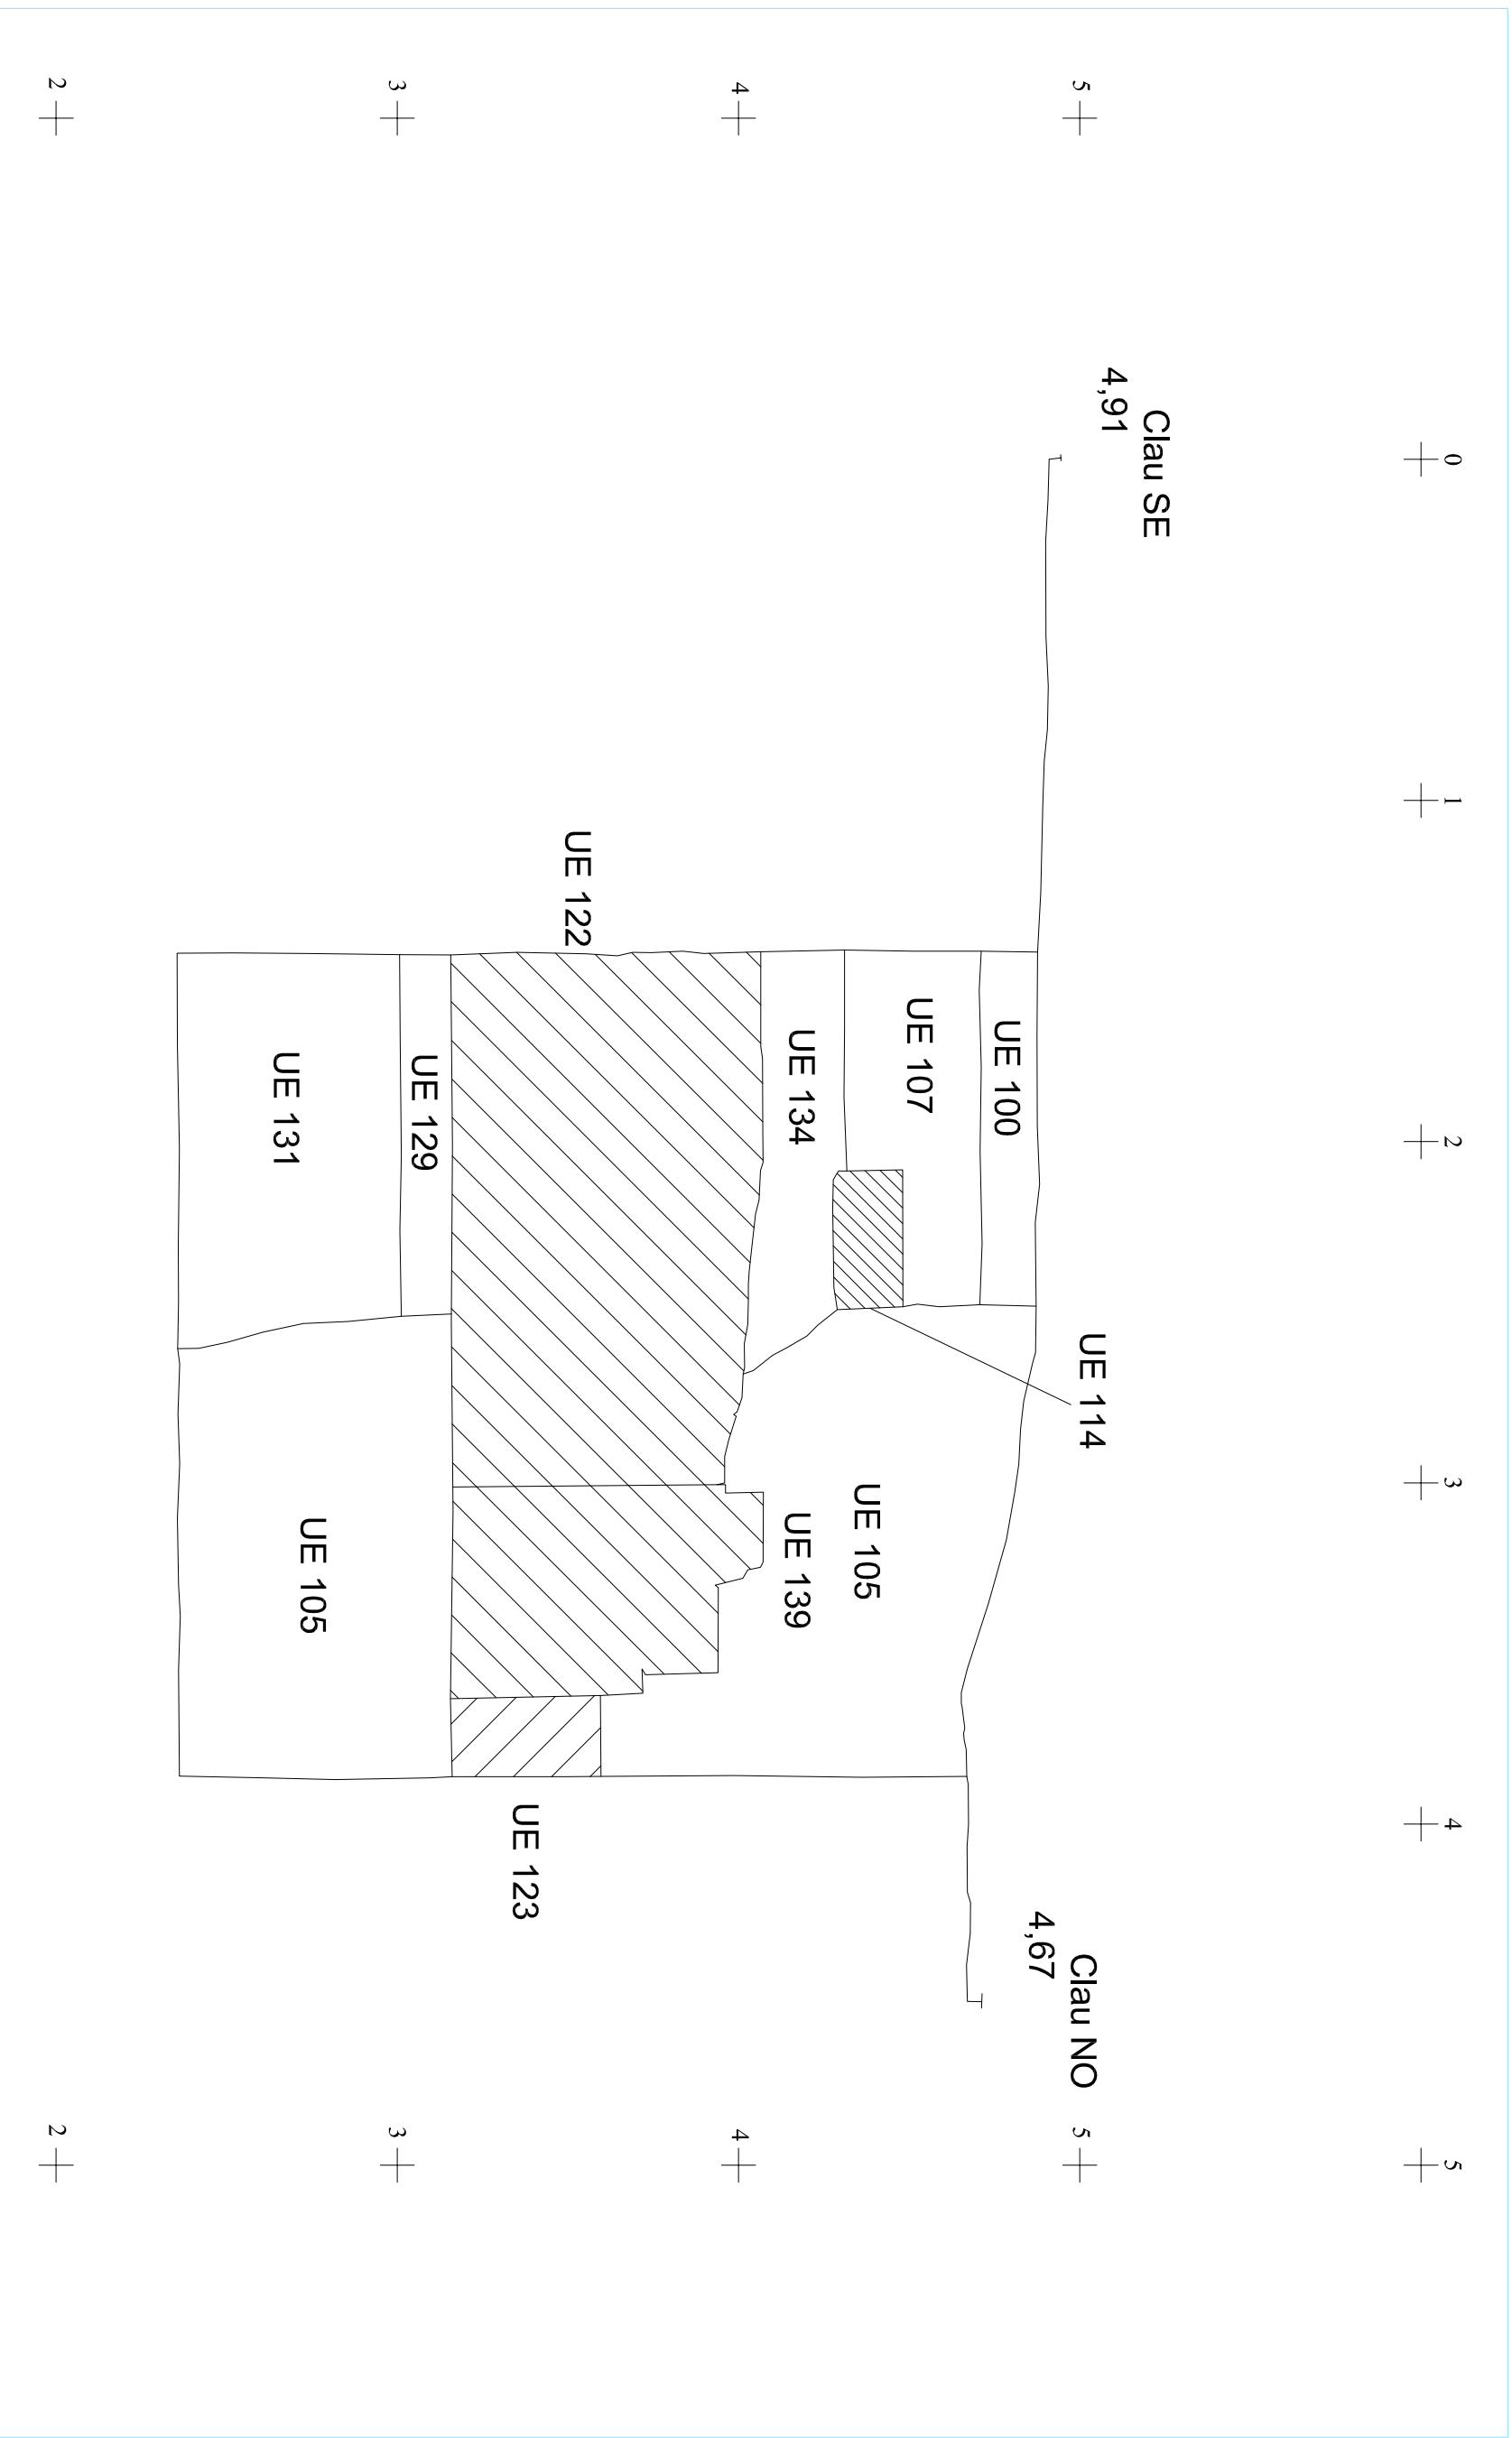 0 1 2 3 4 5
Clau SE
4,91
Clau NO
4,67
5 5
UE 114
UE 100
UE 107
UE 105
UE 134
UE 139
4 4
UE 122
UE 123
UE 129
3 3
UE 105
UE 131
2 2